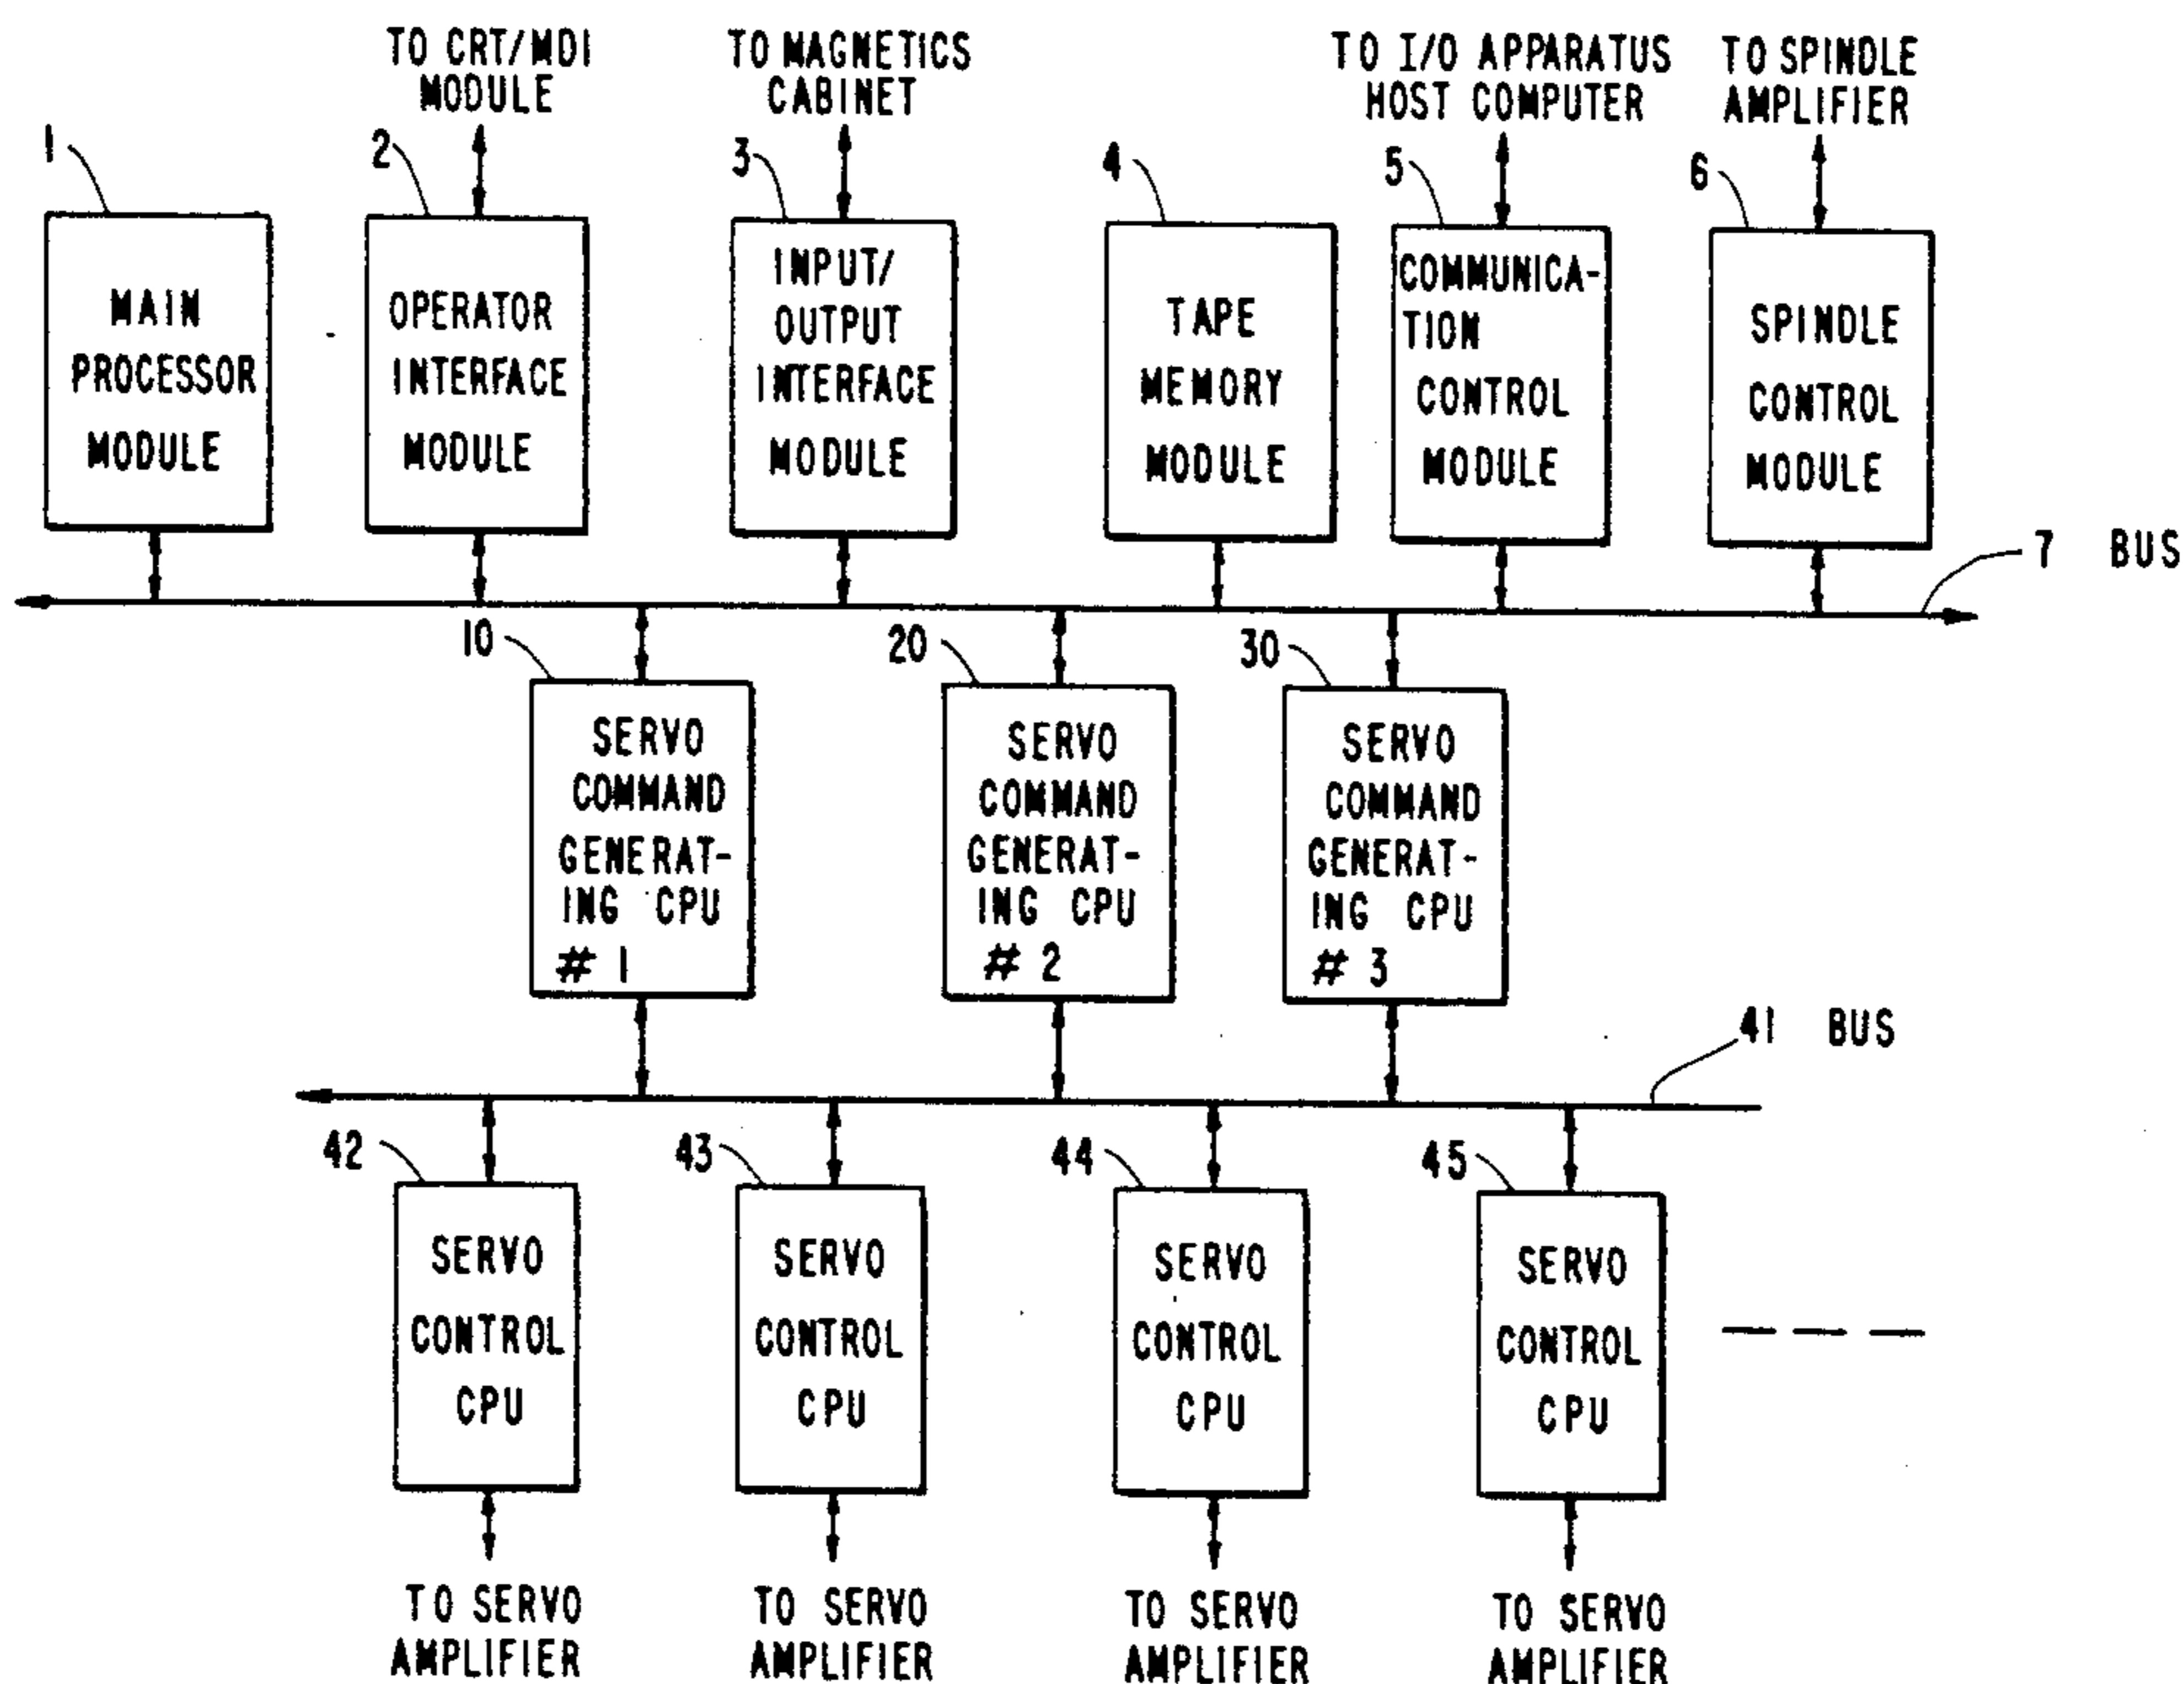 TO CRT/MDI
MODULE
TO MAGNETICS
CABINET
TO I/O APPARATUS
HOST COMPUTER
TO SPINDLE
AMPLIFIER
1
2
3
4
5
6
MAIN
PROCESSOR
MODULE
OPERATOR
INTERFACE
MODULE
INPUT/
OUTPUT
INTERFACE
MODULE
TAPE
MEMORY
MODULE
COMMUNICA-
TION
CONTROL
MODULE
SPINDLE
CONTROL
MODULE
7 BUS
10
20
30
SERVO
COMMAND
GENERAT-
ING CPU
# 1
SERVO
COMMAND
GENERAT-
ING CPU
# 2
SERVO
COMMAND
GENERAT-
ING CPU
# 3
41 BUS
42
43
44
45
SERVO
CONTROL
CPU
SERVO
CONTROL
CPU
SERVO
CONTROL
CPU
SERVO
CONTROL
CPU
TO SERVO
AMPLIFIER
TO SERVO
AMPLIFIER
TO SERVO
AMPLIFIER
TO SERVO
AMPLIFIER